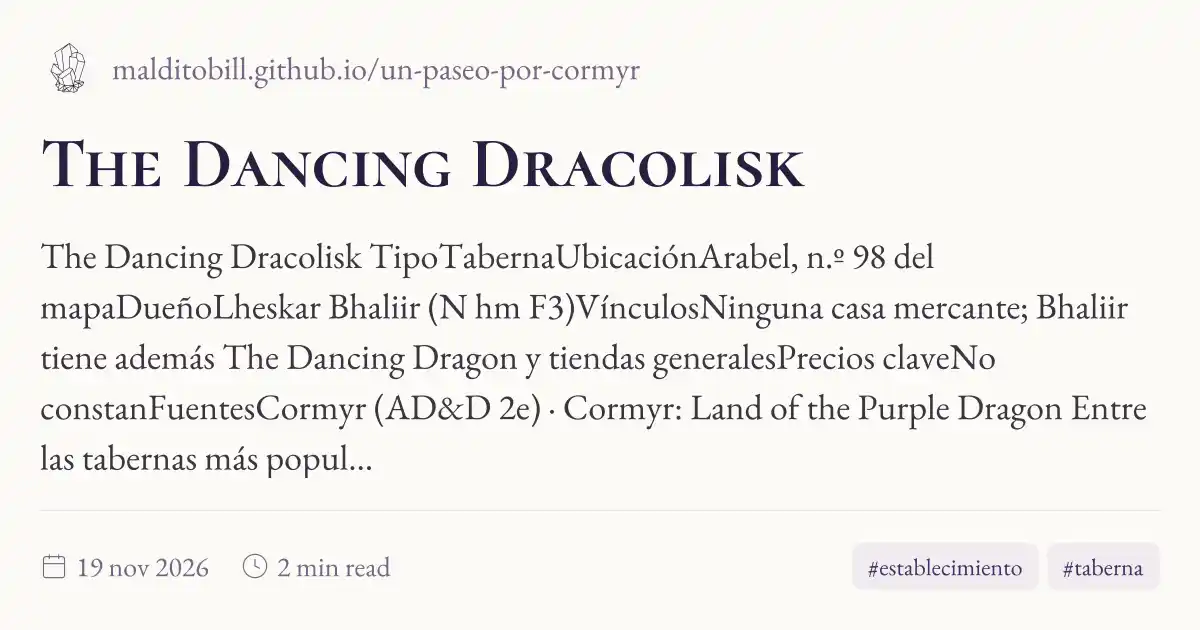 malditobill.github.io/un-paseo-por-cormyr
The Dancing Dracolisk
The Dancing Dracolisk TipoTabernaUbicaciónArabel, n.º 98 del
mapaDueñoLheskar Bhaliir (N hm F3)VínculosNinguna casa mercante; Bhaliir
tiene además The Dancing Dragon y tiendas generalesPrecios claveNo
constanFuentesCormyr (AD&D 2e) · Cormyr: Land of the Purple Dragon Entre
las tabernas más popul...
19 nov 2026 2 min read #establecimiento #taberna